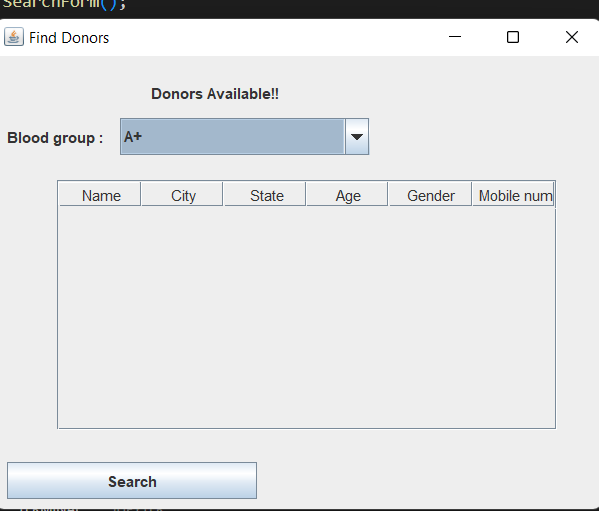 SearchForm();
Find Donors
Donors Available!!
Blood group :
A+
Name City State Age Gender Mobile num
Search